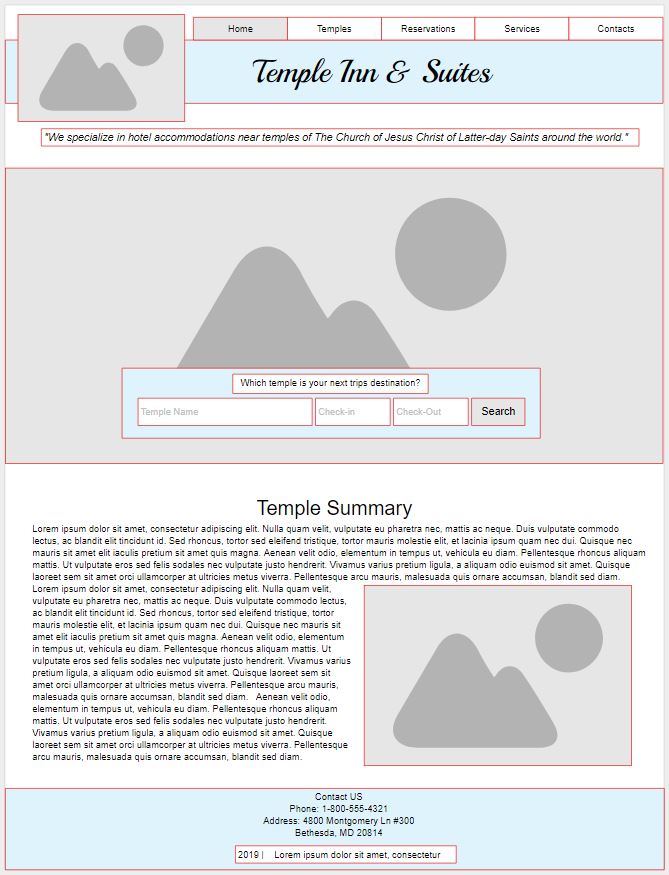 Home Temples Reservations Services Contacts
Temple Inn & Suites
"We specialize in hotel accommodations near temples of The Church of Jesus Christ of Latter-day Saints around the world."
Which temple is your next trips destination?
Temple Name Check-in Check-Out Search
Temple Summary
Lorem ipsum dolor sit amet, consectetur adipiscing elit. Nulla quam velit, vulputate eu pharetra nec, mattis ac neque. Duis vulputate commodo
lectus, ac blandit elit tincidunt id. Sed rhoncus, tortor sed eleifend tristique, tortor mauris molestie elit, et lacinia ipsum quam nec dui. Quisque nec
mauris sit amet elit iaculis pretium sit amet quis magna. Aenean velit odio, elementum in tempus ut, vehicula eu diam. Pellentesque rhoncus aliquam
mattis. Ut vulputate eros sed felis sodales nec vulputate justo hendrerit. Vivamus varius pretium ligula, a aliquam odio euismod sit amet. Quisque
laoreet sem sit amet orci ullamcorper at ultricies metus viverra. Pellentesque arcu mauris, malesuada quis ornare accumsan, blandit sed diam.
Lorem ipsum dolor sit amet, consectetur adipiscing elit. Nulla quam velit,
vulputate eu pharetra nec, mattis ac neque. Duis vulputate commodo lectus,
ac blandit elit tincidunt id. Sed rhoncus, tortor sed eleifend tristique, tortor
mauris molestie elit, et lacinia ipsum quam nec dui. Quisque nec mauris sit
amet elit iaculis pretium sit amet quis magna. Aenean velit odio, elementum
in tempus ut, vehicula eu diam. Pellentesque rhoncus aliquam mattis. Ut
vulputate eros sed felis sodales nec vulputate justo hendrerit. Vivamus varius
pretium ligula, a aliquam odio euismod sit amet. Quisque laoreet sem sit
amet orci ullamcorper at ultricies metus viverra. Pellentesque arcu mauris,
malesuada quis ornare accumsan, blandit sed diam. Aenean velit odio,
elementum in tempus ut, vehicula eu diam. Pellentesque rhoncus aliquam
mattis. Ut vulputate eros sed felis sodales nec vulputate justo hendrerit.
Vivamus varius pretium ligula, a aliquam odio euismod sit amet. Quisque
laoreet sem sit amet orci ullamcorper at ultricies metus viverra. Pellentesque
arcu mauris, malesuada quis ornare accumsan, blandit sed diam.
Contact US
Phone: 1-800-555-4321
Address: 4800 Montgomery Ln #300
Bethesda, MD 20814
2019 | Lorem ipsum dolor sit amet, consectetur